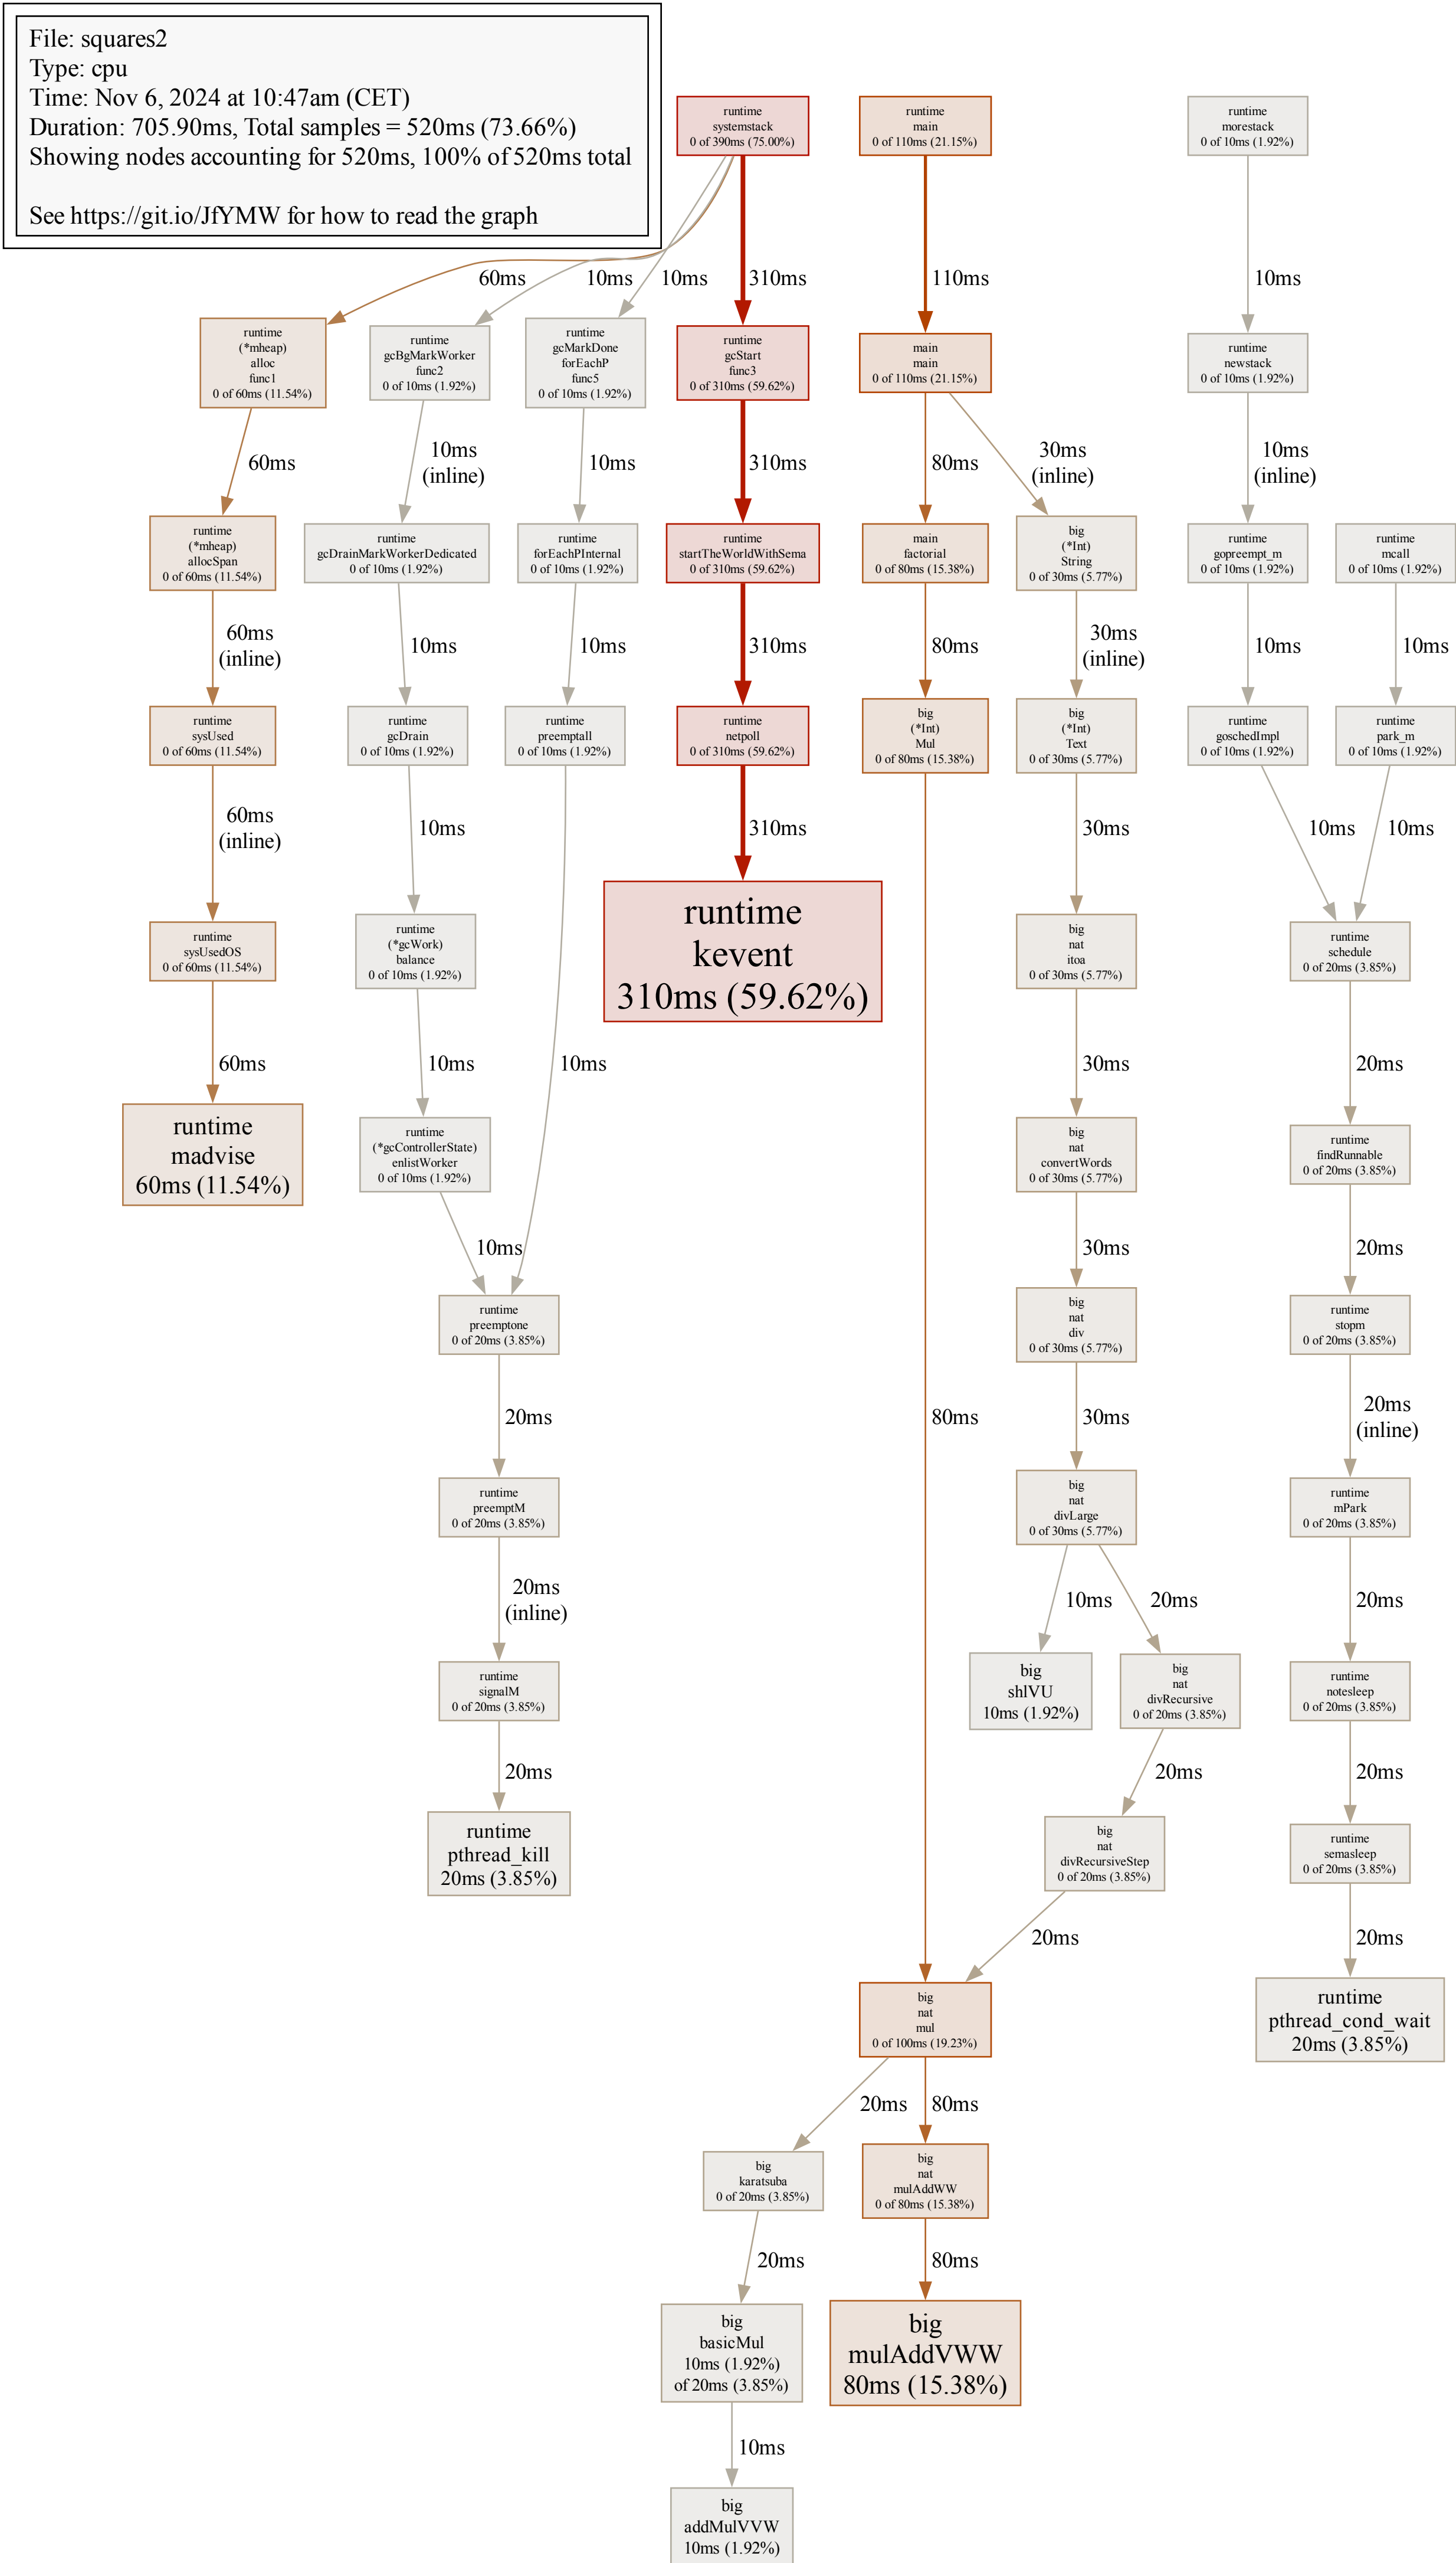 File: squares2
Type: cpu
Time: Nov 6, 2024 at 10:47am (CET)
Duration: 705.90ms, Total samples = 520ms (73.66%)
Showing nodes accounting for 520ms, 100% of 520ms total
See https://git.io/JfYMW for how to read the graph
runtime
systemstack
0 of 390ms (75.00%)
runtime
main
0 of 110ms (21.15%)
runtime
morestack
0 of 10ms (1.92%)
60ms
10ms
10ms
310ms
110ms
10ms
runtime
(*mheap)
alloc
func1
0 of 60ms (11.54%)
runtime
gcBgMarkWorker
func2
0 of 10ms (1.92%)
runtime
gcMarkDone
forEachP
func5
0 of 10ms (1.92%)
runtime
gcStart
func3
0 of 310ms (59.62%)
main
main
0 of 110ms (21.15%)
runtime
newstack
0 of 10ms (1.92%)
60ms
10ms
(inline)
10ms
310ms
80ms
30ms
(inline)
10ms
(inline)
runtime
(*mheap)
allocSpan
0 of 60ms (11.54%)
runtime
gcDrainMarkWorkerDedicated
0 of 10ms (1.92%)
runtime
forEachPInternal
0 of 10ms (1.92%)
runtime
startTheWorldWithSema
0 of 310ms (59.62%)
main
factorial
0 of 80ms (15.38%)
big
(*Int)
String
0 of 30ms (5.77%)
runtime
gopreempt_m
0 of 10ms (1.92%)
runtime
mcall
0 of 10ms (1.92%)
60ms
(inline)
10ms
10ms
310ms
80ms
30ms
(inline)
10ms
10ms
runtime
sysUsed
0 of 60ms (11.54%)
runtime
gcDrain
0 of 10ms (1.92%)
runtime
preemptall
0 of 10ms (1.92%)
runtime
netpoll
0 of 310ms (59.62%)
big
(*Int)
Mul
0 of 80ms (15.38%)
big
(*Int)
Text
0 of 30ms (5.77%)
runtime
goschedImpl
0 of 10ms (1.92%)
runtime
park_m
0 of 10ms (1.92%)
60ms
(inline)
10ms
310ms
30ms
10ms
10ms
runtime
sysUsedOS
0 of 60ms (11.54%)
runtime
(*gcWork)
balance
0 of 10ms (1.92%)
runtime
kevent
310ms (59.62%)
big
nat
itoa
0 of 30ms (5.77%)
runtime
schedule
0 of 20ms (3.85%)
60ms
10ms
10ms
30ms
20ms
runtime
madvise
60ms (11.54%)
runtime
(*gcControllerState)
enlistWorker
0 of 10ms (1.92%)
big
nat
convertWords
0 of 30ms (5.77%)
runtime
findRunnable
0 of 20ms (3.85%)
10ms
30ms
20ms
runtime
preemptone
0 of 20ms (3.85%)
big
nat
div
0 of 30ms (5.77%)
runtime
stopm
0 of 20ms (3.85%)
20ms
80ms
30ms
20ms
(inline)
runtime
preemptM
0 of 20ms (3.85%)
big
nat
divLarge
0 of 30ms (5.77%)
runtime
mPark
0 of 20ms (3.85%)
20ms
(inline)
10ms
20ms
20ms
runtime
signalM
0 of 20ms (3.85%)
big
shlVU
10ms (1.92%)
big
nat
divRecursive
0 of 20ms (3.85%)
runtime
notesleep
0 of 20ms (3.85%)
20ms
20ms
20ms
runtime
pthread_kill
20ms (3.85%)
big
nat
divRecursiveStep
0 of 20ms (3.85%)
runtime
semasleep
0 of 20ms (3.85%)
20ms
20ms
big
nat
mul
0 of 100ms (19.23%)
runtime
pthread_cond_wait
20ms (3.85%)
20ms
80ms
big
karatsuba
0 of 20ms (3.85%)
big
nat
mulAddWW
0 of 80ms (15.38%)
20ms
80ms
big
basicMul
10ms (1.92%)
of 20ms (3.85%)
big
mulAddVWW
80ms (15.38%)
10ms
big
addMulVVW
10ms (1.92%)